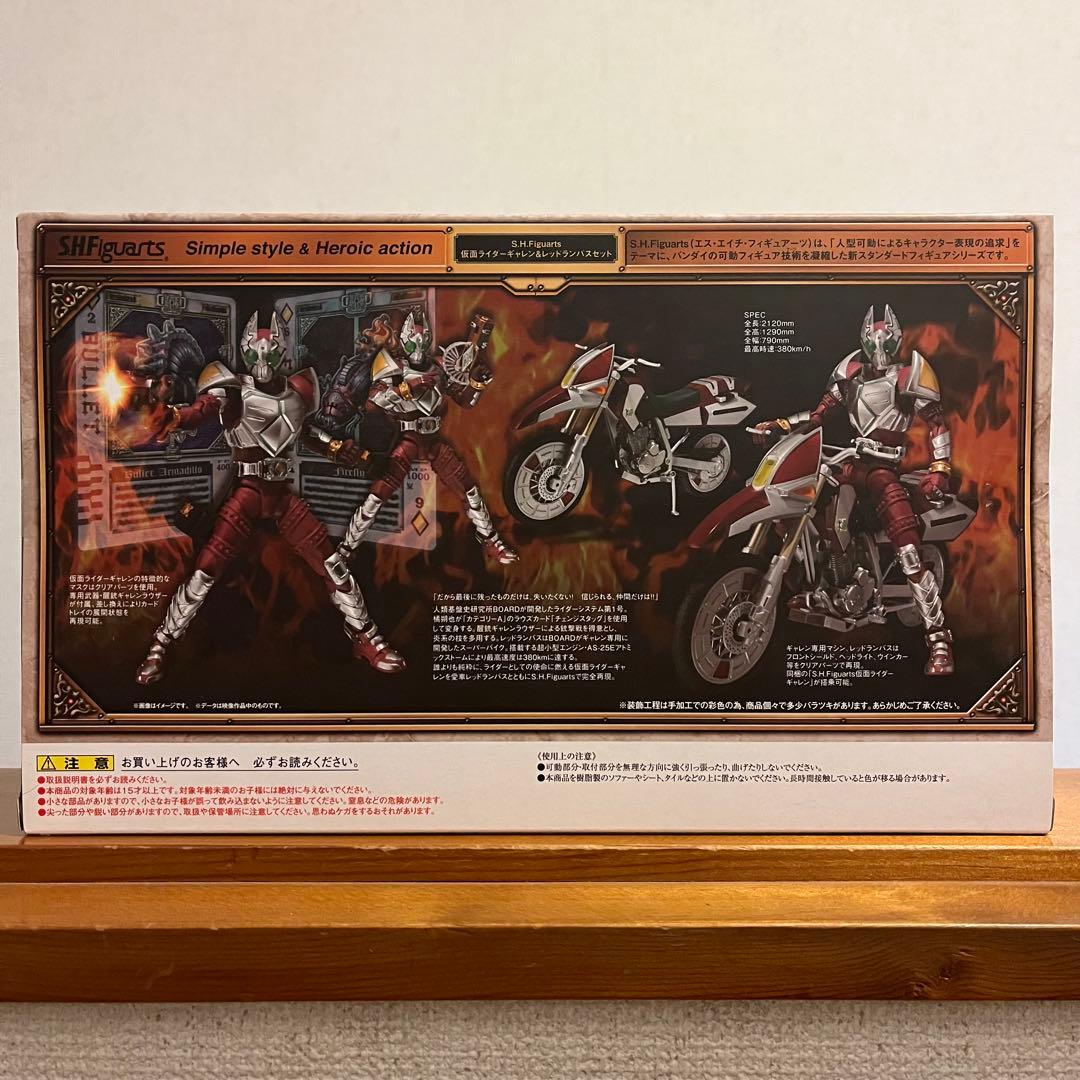 S.H.Figuarts
Simple style & Heroic action
S.H.Figuarts
仮面ライダーギャレン&レッドランバスセット
S.H.Figuarts(エス・エイチ・フィギュアーツ)は、「人型可動によるキャラクター表現の追求」を
テーマに、バンダイの可動フィギュア技術を凝縮した新スタンダードフィギュアシリーズです。
2
BULLET
Bullet Armadillo
400
Firefly
1000
9
SPEC
全長:2120mm
全高:1290mm
全幅:790mm
最高時速:380km/h
仮面ライダーギャレンの特徴的な
マスクはクリアパーツを使用。
専用武器・醒銃ギャレンラウザー
が付属、差し換えによりカード
トレイの展開状態を
再現可能。
「だから最後に残ったものだけは、失いたくない! 信じられる、仲間だけは!!」
人類基盤史研究所BOARDが開発したライダーシステム第1号。
橘朔也が「カテゴリーA」のラウズカード「チェンジスタッグ」を使用
して変身する。醒銃ギャレンラウザーによる銃撃戦を得意とし、
炎系の技を多用する。レッドランバスはBOARDがギャレン専用に
開発したスーパーバイク。搭載する超小型エンジン・AS-25Eアトミ
ックストームにより最高速度は380kmに達する。
誰よりも純粋に、ライダーとしての使命に燃える仮面ライダーギャ
レンを愛車レッドランバスとともにS.H.Figuartsで完全再現。
ギャレン専用マシン、レッドランバスは
フロントシールド、ヘッドライト、ウインカー
等をクリアパーツで再現。
同梱の「S.H.Figuarts仮面ライダー
ギャレン」が搭乗可能。
※画像はイメージです。 ※データは映像作品中のものです。
※装飾工程は手加工での彩色の為、商品個々で多少バラツキがあります。あらかじめご了承ください。
注意 お買い上げのお客様へ 必ずお読みください。
●取扱説明書を必ずお読みください。
●本商品の対象年齢は15才以上です。対象年齢未満のお子様には絶対に与えないでください。
●小さな部品がありますので、小さなお子様が誤って飲み込まないように注意してください。窒息などの危険があります。
●尖った部分や鋭い部分がありますので、取扱や保管場所に注意してください。思わぬケガをするおそれがあります。
《使用上の注意》
●可動部分・取付部分を無理な方向に強く引っ張ったり、曲げたりしないでください。
●本商品を樹脂製のソファーやシート、タイルなどの上に置かないでください。長時間接触していると色が移る場合があります。